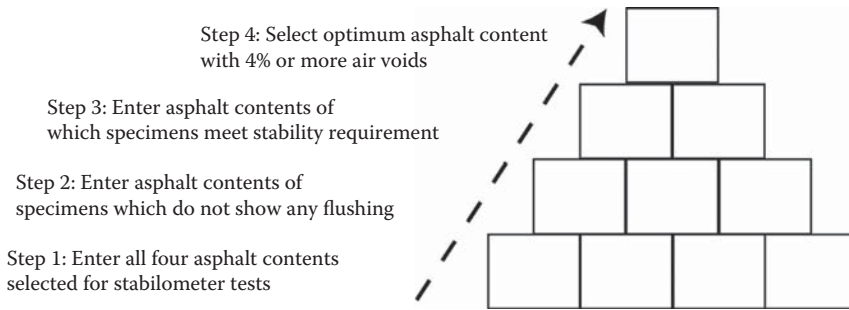 Step 4: Select optimum asphalt content
with 4% or more air voids
Step 3: Enter asphalt contents of
which specimens meet stability requirement
Step 2: Enter asphalt contents of
specimens which do not show any flushing
Step 1: Enter all four asphalt contents
selected for stabilometer tests